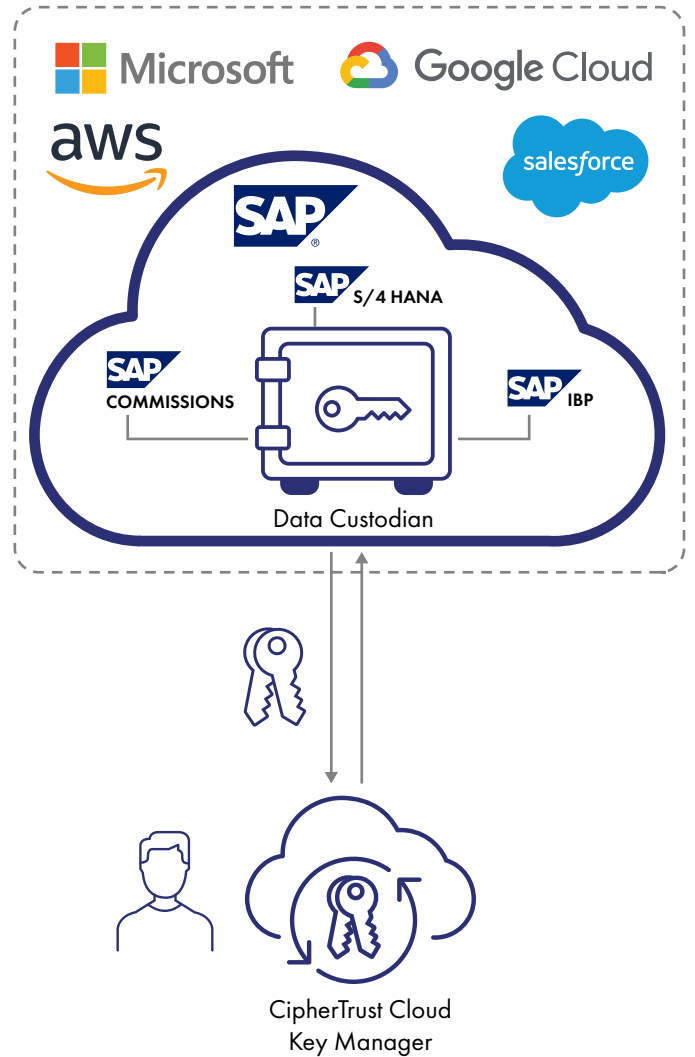 Microsoft
Google Cloud
aws
salesforce
SAP
®
SAP S/4 HANA
SAP
COMMISSIONS
SAP IBP
Data Custodian
CipherTrust Cloud
Key Manager